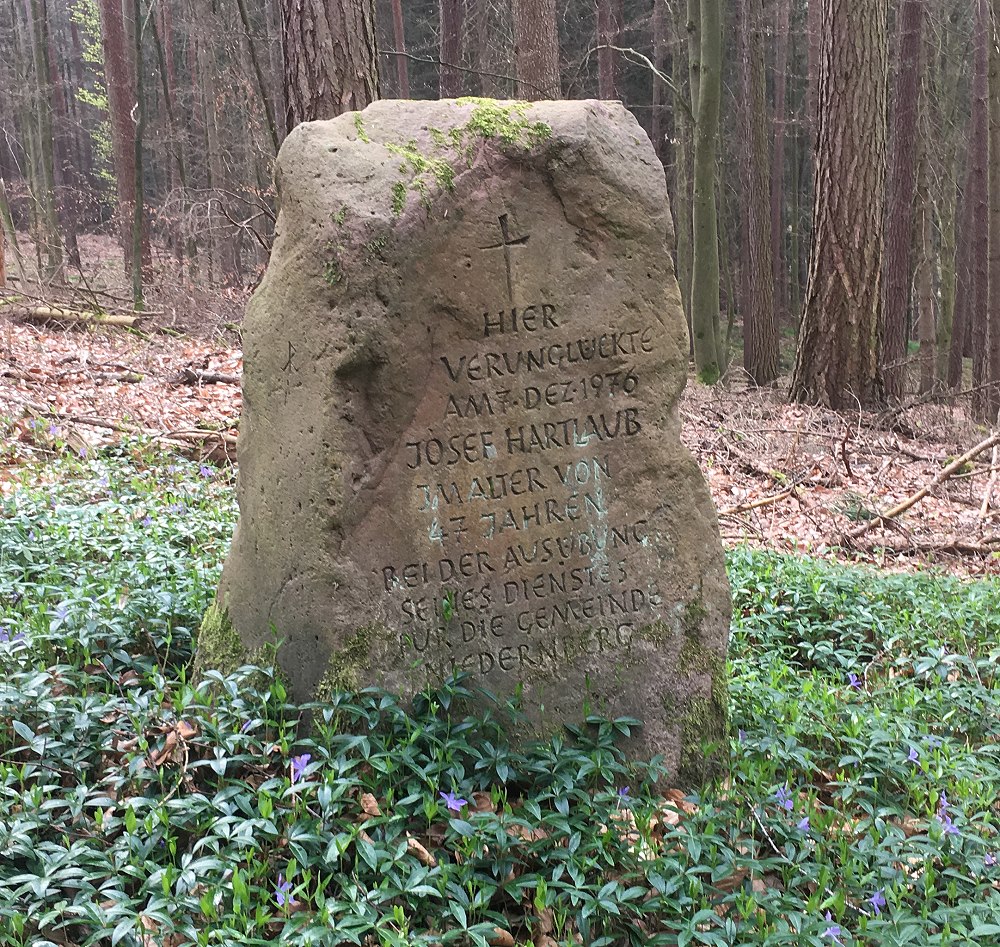 HIER
VERUNGLÜCKTE
AM 7. DEZ. 1976
JOSEF HARTLAUB
IM ALTER VON
47 JAHREN
BEI DER AUSÜBUNG
SEINES DIENSTES
FÜR DIE GEMEINDE
NIEDERNBERG